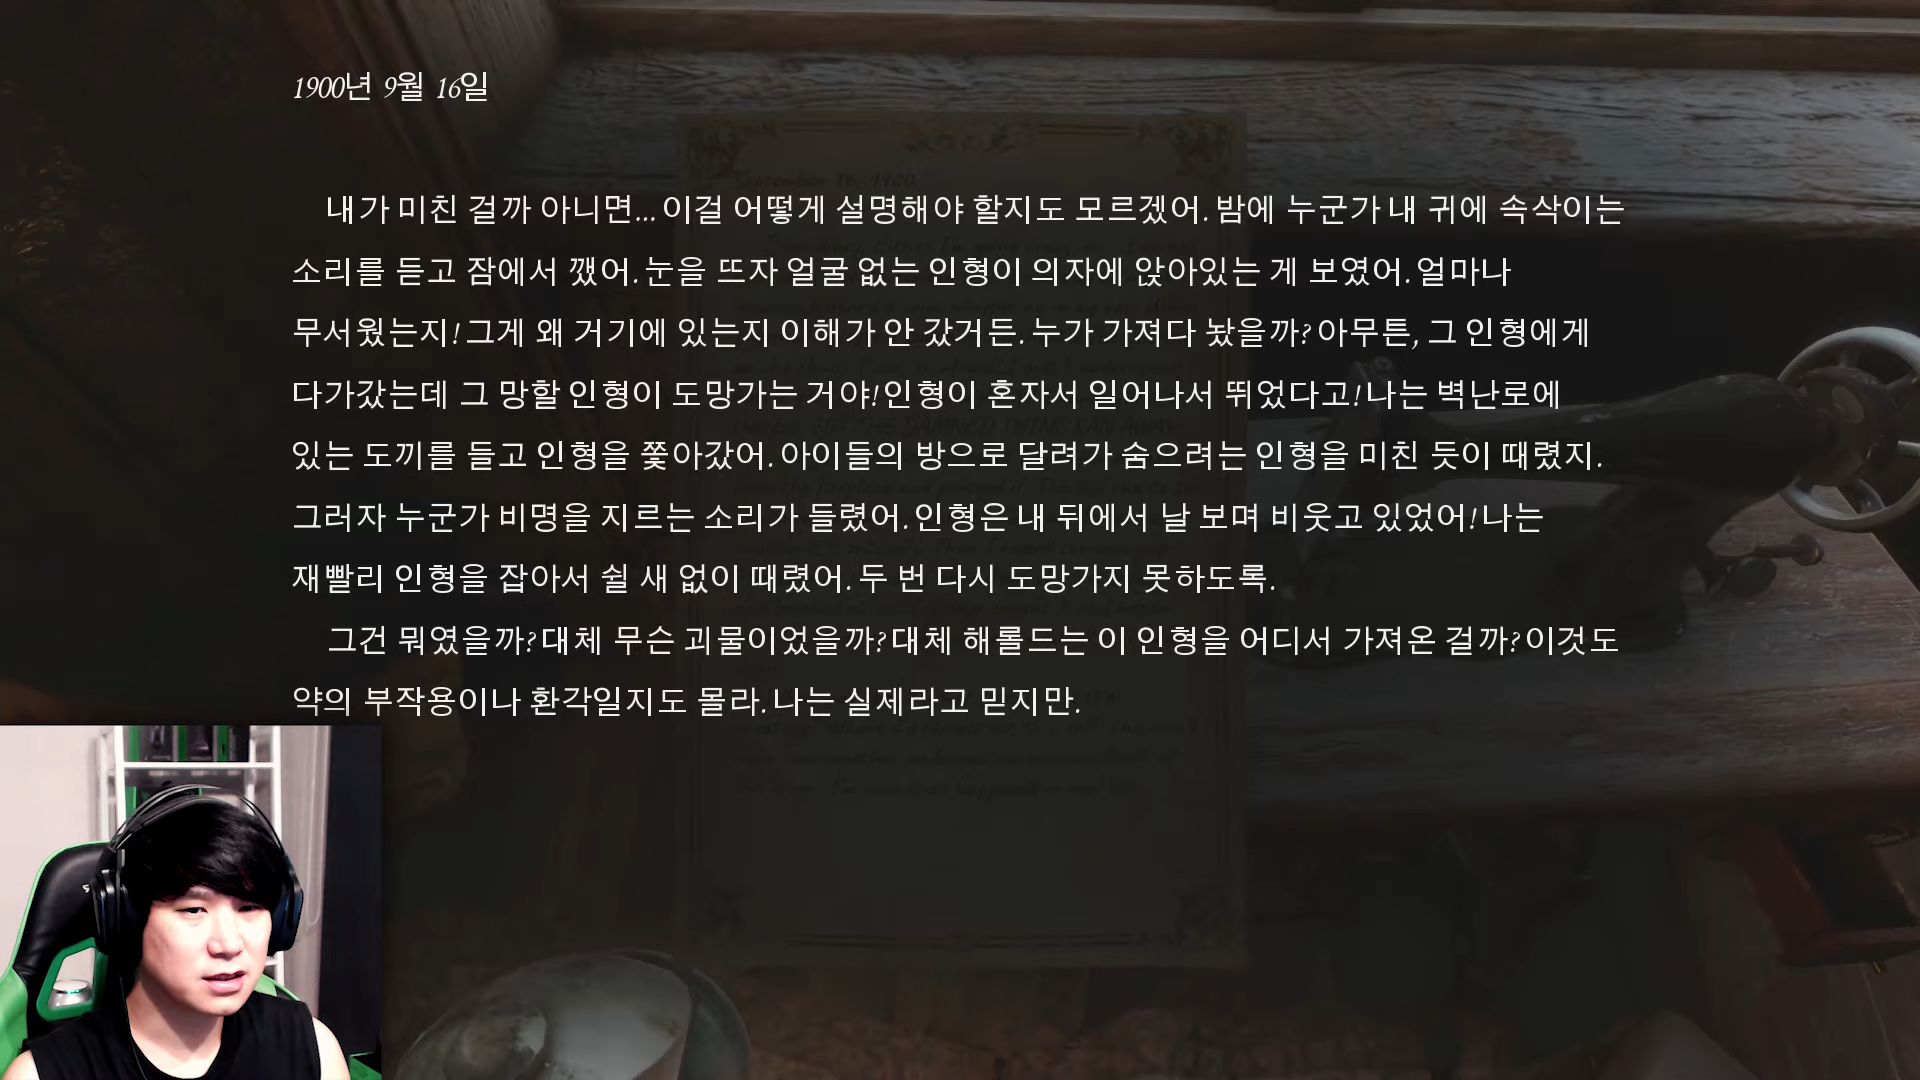 1900년 9월 16일
내가 미친 걸까 아니면... 이걸 어떻게 설명해야 할지도 모르겠어. 밤에 누군가 내 귀에 속삭이는
소리를 듣고 잠에서 깼어. 눈을 뜨자 얼굴 없는 인형이 의자에 앉아있는 게 보였어. 얼마나
무서웠는지! 그게 왜 거기에 있는지 이해가 안 갔거든. 누가 가져다 놨을까? 아무튼, 그 인형에게
다가갔는데 그 망할 인형이 도망가는 거야! 인형이 혼자서 일어나서 뛰었다고! 나는 벽난로에
있는 도끼를 들고 인형을 쫓아갔어. 아이들의 방으로 달려가 숨으려는 인형을 미친 듯이 때렸지.
그러자 누군가 비명을 지르는 소리가 들렸어. 인형은 내 뒤에서 날 보며 비웃고 있었어! 나는
재빨리 인형을 잡아서 쉴 새 없이 때렸어. 두 번 다시 도망가지 못하도록.
그건 뭐였을까? 대체 무슨 괴물이었을까? 대체 해롤드는 이 인형을 어디서 가져온 걸까? 이것도
약의 부작용이나 환각일지도 몰라. 나는 실제라고 믿지만.
September 16, 1900